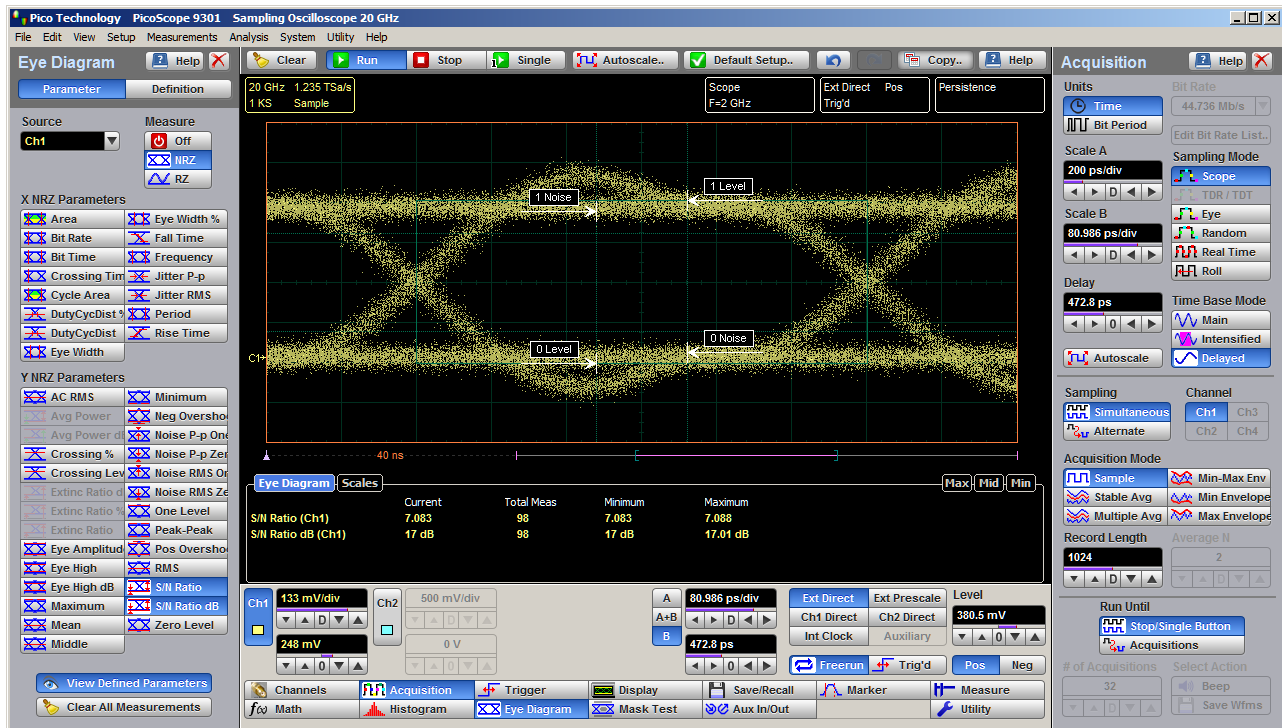 Pico Technology PicoScope 9301 Sampling Oscilloscope 20 GHz
File Edit View Setup Measurements Analysis System Utility Help
Eye Diagram
Help
Parameter
Definition
Source
Ch1
Measure
Off
NRZ
RZ
X NRZ Parameters
Area
Eye Width %
Bit Rate
Fall Time
Bit Time
Frequency
Crossing Tim
Jitter P-p
Cycle Area
Jitter RMS
DutyCycDist %
Period
DutyCycDist
Rise Time
Eye Width
Y NRZ Parameters
AC RMS
Minimum
Avg Power
Neg Oversho
Avg Power dB
Noise P-p One
Crossing %
Noise P-p Zer
Crossing Lev
Noise RMS On
Extinc Ratio d
Noise RMS Ze
Extinc Ratio %
One Level
Extinc Ratio
Peak-Peak
Eye Amplitud
Pos Oversho
Eye High
RMS
Eye High dB
S/N Ratio
Maximum
S/N Ratio dB
Mean
Zero Level
Middle
View Defined Parameters
Clear All Measurements
Clear
Run
Stop
Single
Autoscale..
Default Setup..
Copy..
Help
20 GHz 1.235 TSa/s
1 KS Sample
Scope
F=2 GHz
Ext Direct Pos
Trig'd
Persistence
1 Noise
1 Level
0 Level
0 Noise
C1
40 ns
Eye Diagram
Scales
Max
Mid
Min
Current Total Meas Minimum Maximum
S/N Ratio (Ch1) 7.083 98 7.083 7.088
S/N Ratio dB (Ch1) 17 dB 98 17 dB 17.01 dB
Ch1
133 mV/div
D
248 mV
0
Ch2
500 mV/div
D
0 V
0
A
A+B
B
80.986 ps/div
D
472.8 ps
0
Ext Direct
Ext Prescale
Ch1 Direct
Ch2 Direct
Int Clock
Auxiliary
Freerun
Trig'd
Level
380.5 mV
0
Pos
Neg
Channels
Acquisition
Trigger
Display
Save/Recall
Marker
Measure
f(x) Math
Histogram
Eye Diagram
Mask Test
Aux In/Out
Utility
Acquisition
Help
Units
Time
Bit Period
Bit Rate
44.736 Mb/s
Edit Bit Rate List..
Scale A
200 ps/div
D
Scale B
80.986 ps/div
D
Delay
472.8 ps
0
Autoscale
Sampling Mode
Scope
TDR / TDT
Eye
Random
Real Time
Roll
Time Base Mode
Main
Intensified
Delayed
Sampling
Simultaneous
Alternate
Channel
Ch1
Ch3
Ch2
Ch4
Acquisition Mode
Sample
Min-Max Env
Stable Avg
Min Envelope
Multiple Avg
Max Envelope
Record Length
1024
D
Average N
2
D
Run Until
Stop/Single Button
Acquisitions
# of Acquisitions
32
D
Select Action
Beep
Save Wfms